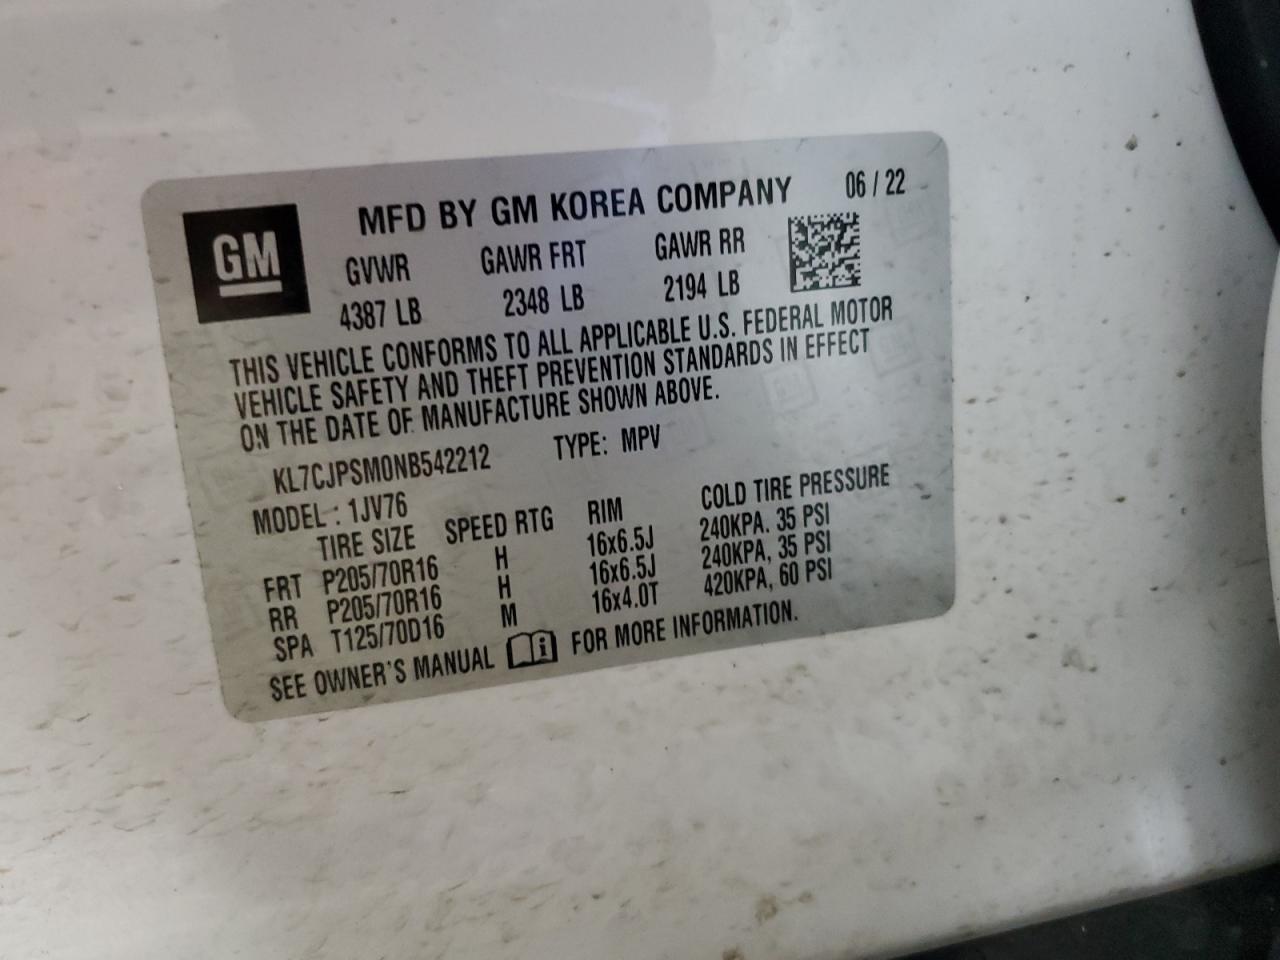 MFD BY GM KOREA COMPANY 06 / 22
GM
GVWR GAWR FRT GAWR RR
4387 LB 2348 LB 2194 LB
THIS VEHICLE CONFORMS TO ALL APPLICABLE U.S. FEDERAL MOTOR
VEHICLE SAFETY AND THEFT PREVENTION STANDARDS IN EFFECT
ON THE DATE OF MANUFACTURE SHOWN ABOVE.
KL7CJPSM0NB542212 TYPE: MPV
MODEL : 1JV76
TIRE SIZE SPEED RTG RIM COLD TIRE PRESSURE
FRT P205/70R16 H 16x6.5J 240KPA. 35 PSI
RR P205/70R16 H 16x6.5J 240KPA, 35 PSI
SPA T125/70D16 M 16x4.0T 420KPA, 60 PSI
SEE OWNER'S MANUAL i FOR MORE INFORMATION.